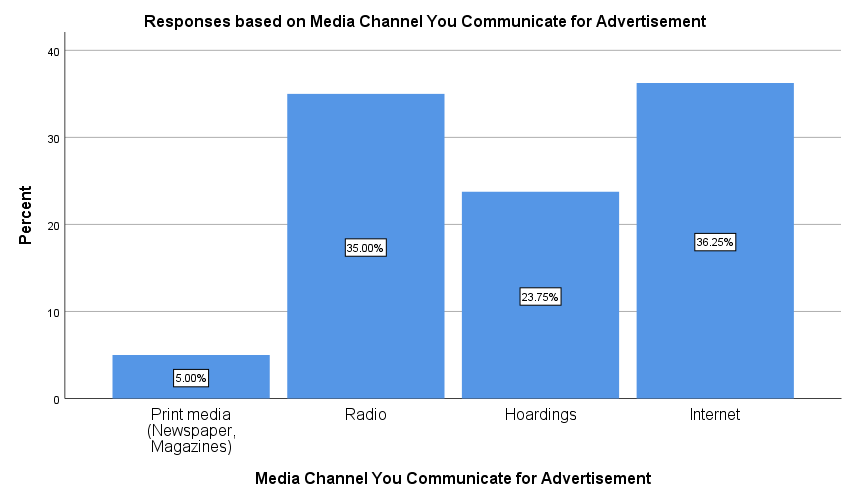 Responses based on Media Channel You Communicate for Advertisement
40
30
20
10
0
Percent
35.00%
36.25%
23.75%
5.00%
Print media
(Newspaper,
Magazines)
Radio
Hoardings
Internet
Media Channel You Communicate for Advertisement